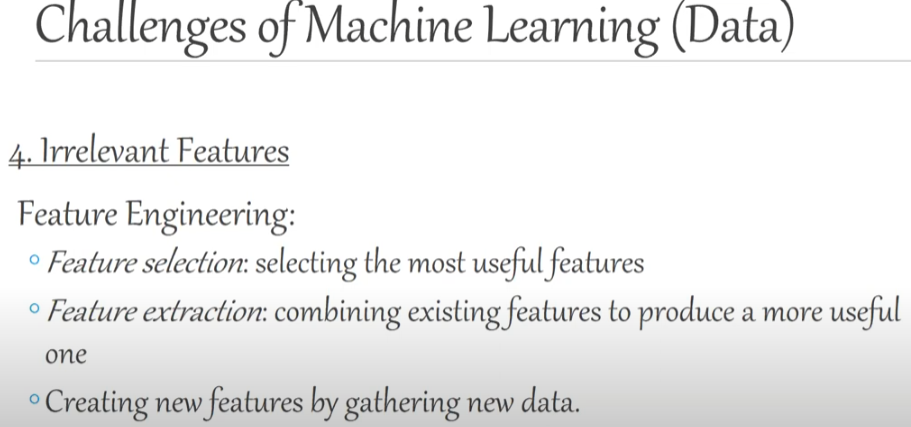 Challenges of Machine Learning (Data)
4. Irrelevant Features
Feature Engineering:
Feature selection: selecting the most useful features
Feature extraction: combining existing features to produce a more useful
one
Creating new features by gathering new data.